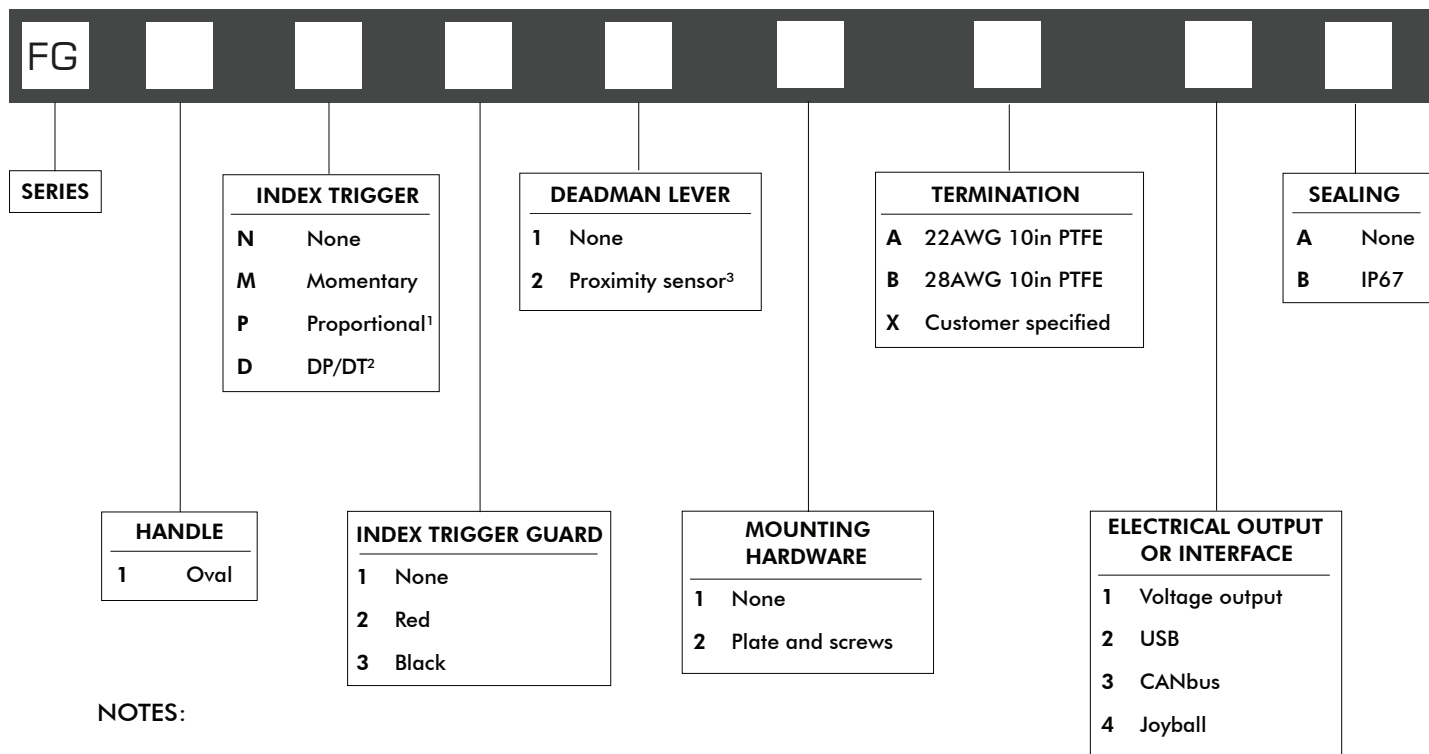 FG
SERIES
INDEX TRIGGER
N None
M Momentary
P Proportional¹
D DP/DT²
DEADMAN LEVER
1 None
2 Proximity sensor³
TERMINATION
A 22AWG 10in PTFE
B 28AWG 10in PTFE
X Customer specified
SEALING
A None
B IP67
HANDLE
1 Oval
INDEX TRIGGER GUARD
1 None
2 Red
3 Black
MOUNTING
HARDWARE
1 None
2 Plate and screws
ELECTRICAL OUTPUT
OR INTERFACE
1 Voltage output
2 USB
3 CANbus
4 Joyball
NOTES: